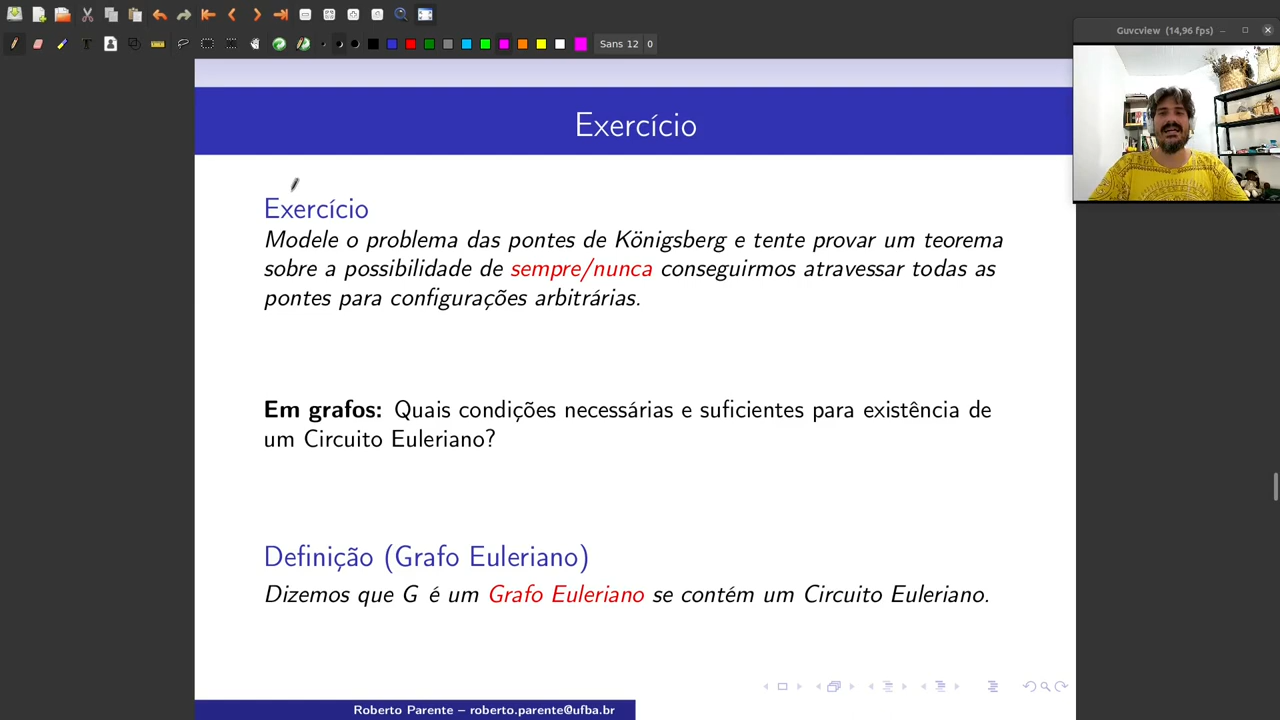 Guvcview (14,96 fps)
Sans 12 0
Exercício
Exercício
Modele o problema das pontes de Königsberg e tente provar um teorema
sobre a possibilidade de sempre/nunca conseguirmos atravessar todas as
pontes para configurações arbitrárias.
Em grafos: Quais condições necessárias e suficientes para existência de
um Circuito Euleriano?
Definição (Grafo Euleriano)
Dizemos que G é um Grafo Euleriano se contém um Circuito Euleriano.
Roberto Parente – roberto.parente@ufba.br